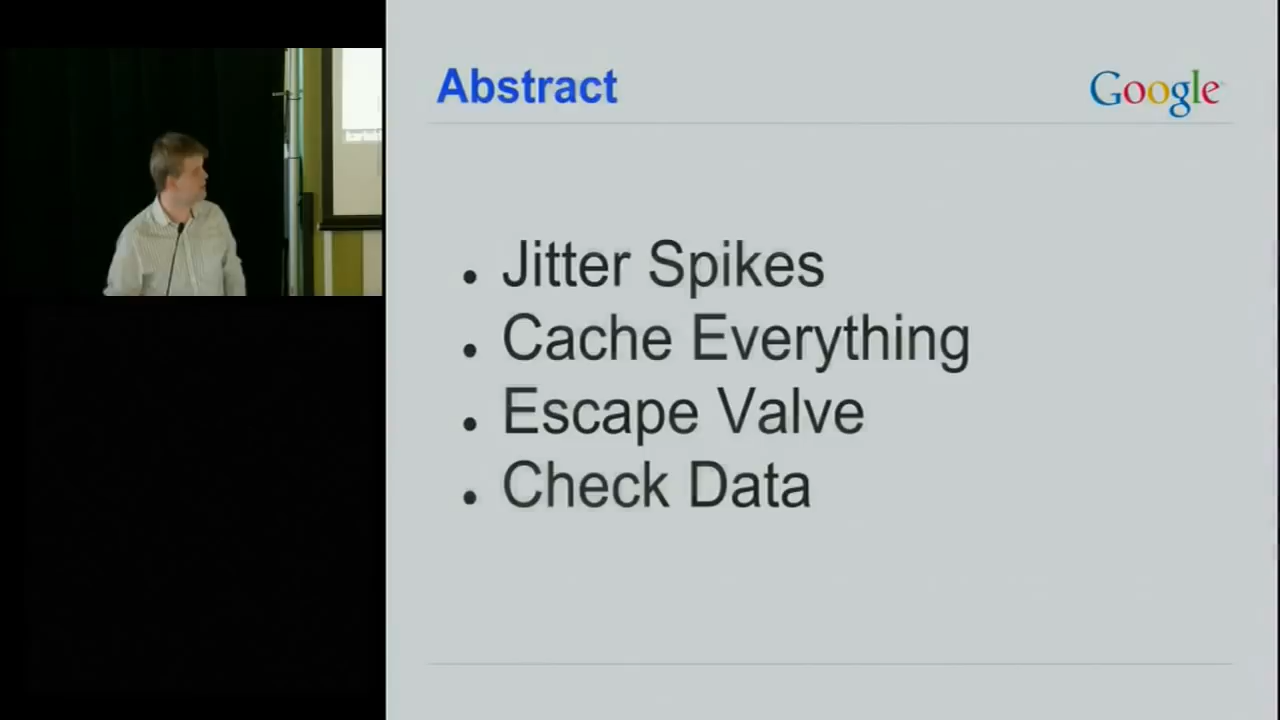 Abstract
Google
Jitter Spikes
Cache Everything
Escape Valve
Check Data